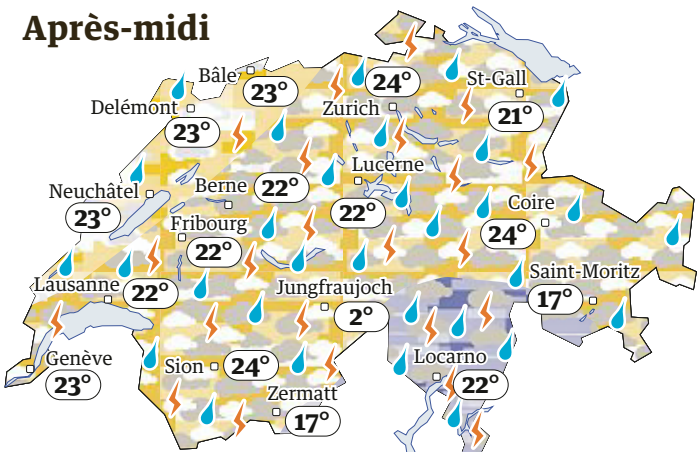 Après-midi
Bâle
23°
Delémont
23°
Zurich
24°
St-Gall
21°
Neuchâtel
23°
Berne
22°
Lucerne
22°
Fribourg
22°
Coire
24°
Lausanne
22°
Jungfraujoch
2°
Saint-Moritz
17°
Genève
23°
Sion
24°
Locarno
22°
Zermatt
17°